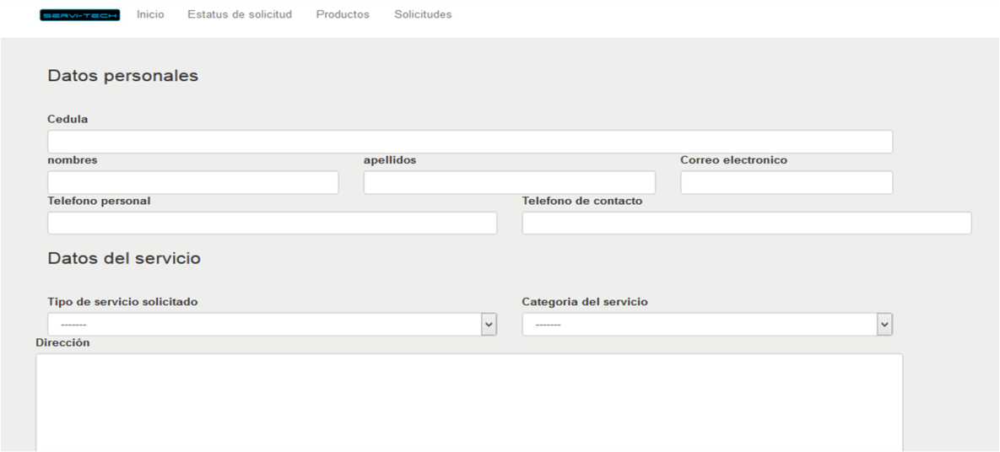 SERVI-TECH Inicio Estatus de solicitud Productos Solicitudes
Datos personales
Cedula
nombres apellidos Correo electronico
Telefono personal Telefono de contacto
Datos del servicio
Tipo de servicio solicitado Categoria del servicio
------- -------
Dirección